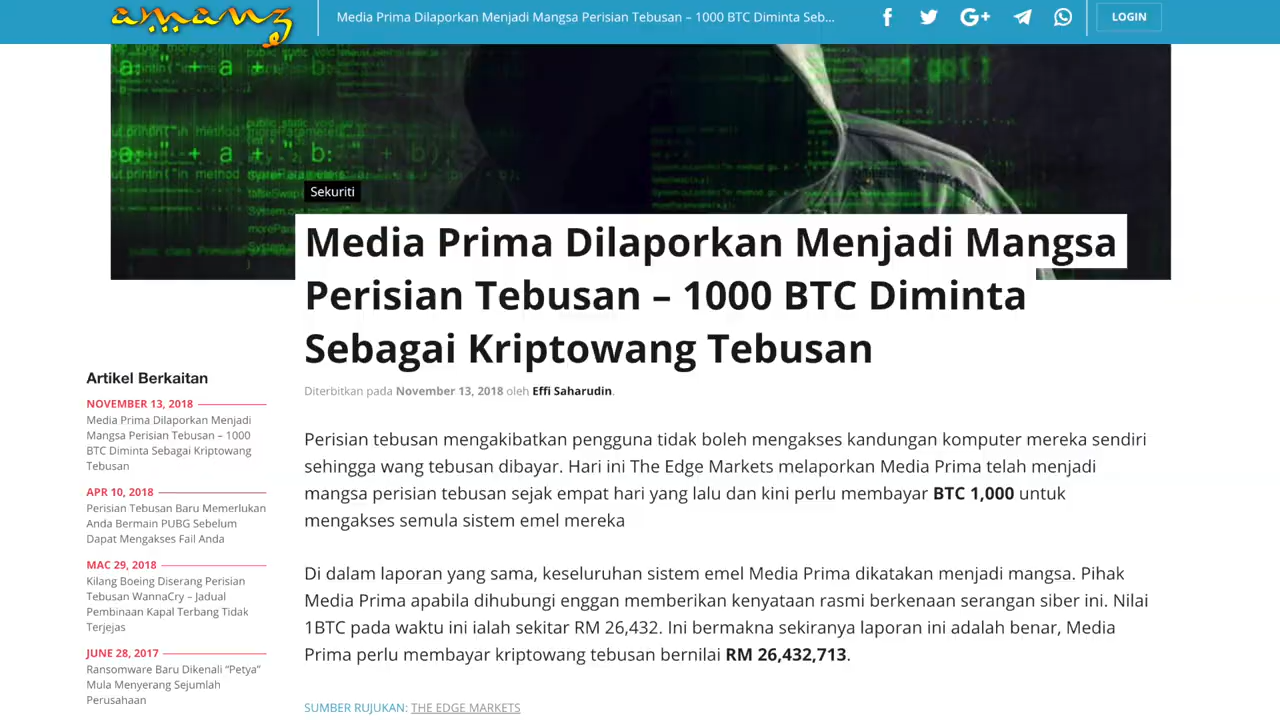 amanz
Media Prima Dilaporkan Menjadi Mangsa Perisian Tebusan – 1000 BTC Diminta Seb...
LOGIN
Sekuriti
Media Prima Dilaporkan Menjadi Mangsa
Perisian Tebusan – 1000 BTC Diminta
Sebagai Kriptowang Tebusan
Diterbitkan pada November 13, 2018 oleh Effi Saharudin.
Perisian tebusan mengakibatkan pengguna tidak boleh mengakses kandungan komputer mereka sendiri
sehingga wang tebusan dibayar. Hari ini The Edge Markets melaporkan Media Prima telah menjadi
mangsa perisian tebusan sejak empat hari yang lalu dan kini perlu membayar BTC 1,000 untuk
mengakses semula sistem emel mereka
Di dalam laporan yang sama, keseluruhan sistem emel Media Prima dikatakan menjadi mangsa. Pihak
Media Prima apabila dihubungi enggan memberikan kenyataan rasmi berkenaan serangan siber ini. Nilai
1BTC pada waktu ini ialah sekitar RM 26,432. Ini bermakna sekiranya laporan ini adalah benar, Media
Prima perlu membayar kriptowang tebusan bernilai RM 26,432,713.
SUMBER RUJUKAN: THE EDGE MARKETS
Artikel Berkaitan
NOVEMBER 13, 2018
Media Prima Dilaporkan Menjadi
Mangsa Perisian Tebusan – 1000
BTC Diminta Sebagai Kriptowang
Tebusan
APR 10, 2018
Perisian Tebusan Baru Memerlukan
Anda Bermain PUBG Sebelum
Dapat Mengakses Fail Anda
MAC 29, 2018
Kilang Boeing Diserang Perisian
Tebusan WannaCry – Jadual
Pembinaan Kapal Terbang Tidak
Terjejas
JUNE 28, 2017
Ransomware Baru Dikenali “Petya”
Mula Menyerang Sejumlah
Perusahaan